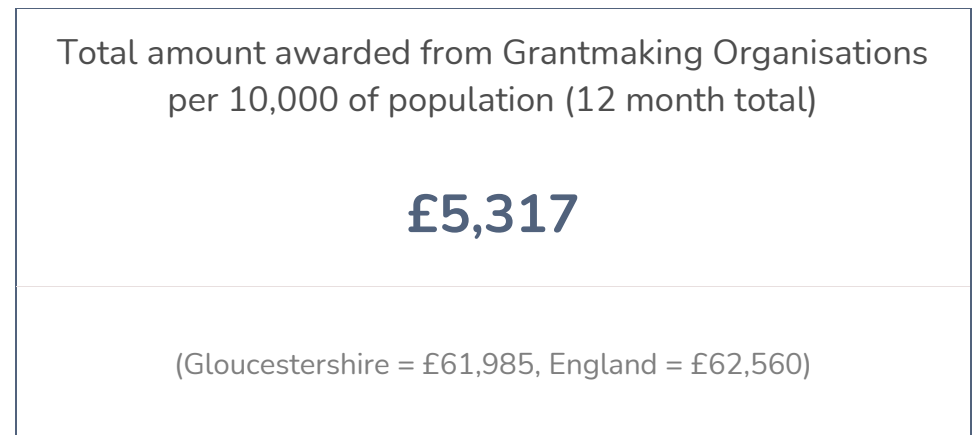 Total amount awarded from Grantmaking Organisations
per 10,000 of population (12 month total)
£5,317
(Gloucestershire = £61,985, England = £62,560)